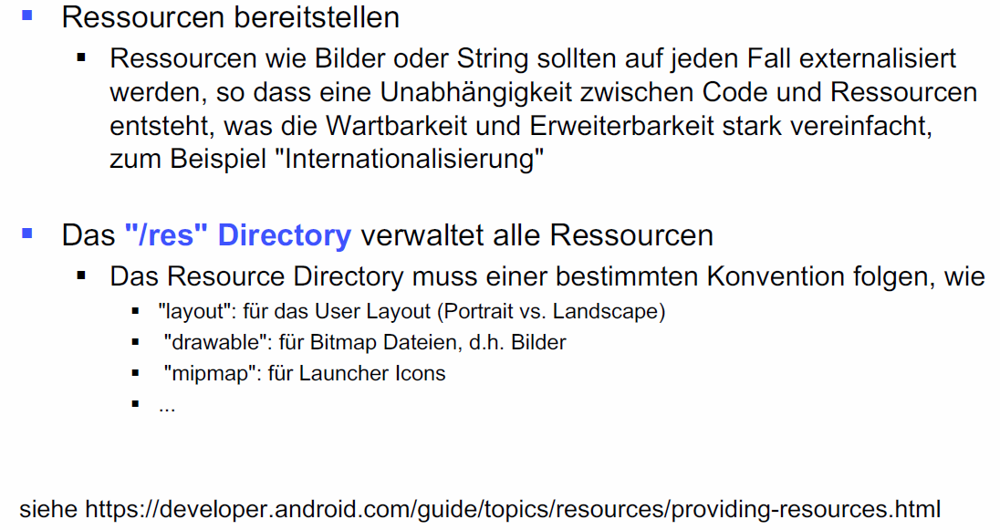 Ressourcen bereitstellen
Ressourcen wie Bilder oder String sollten auf jeden Fall externalisiert
werden, so dass eine Unabhängigkeit zwischen Code und Ressourcen
entsteht, was die Wartbarkeit und Erweiterbarkeit stark vereinfacht,
zum Beispiel "Internationalisierung"
Das "/res" Directory verwaltet alle Ressourcen
Das Resource Directory muss einer bestimmten Konvention folgen, wie
"layout": für das User Layout (Portrait vs. Landscape)
"drawable": für Bitmap Dateien, d.h. Bilder
"mipmap": für Launcher Icons
...
siehe https://developer.android.com/guide/topics/resources/providing-resources.html